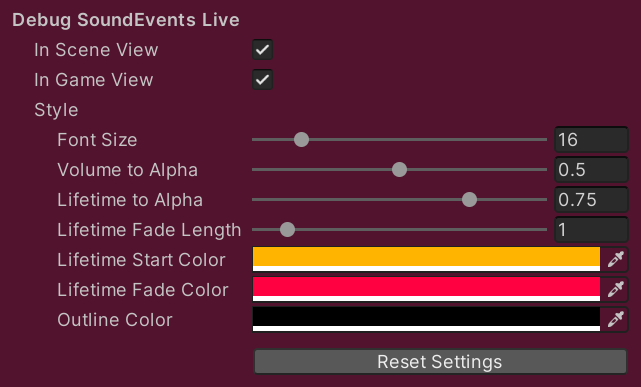 Debug SoundEvents Live
In Scene View
In Game View
Style
Font Size 16
Volume to Alpha 0.5
Lifetime to Alpha 0.75
Lifetime Fade Length 1
Lifetime Start Color
Lifetime Fade Color
Outline Color
Reset Settings